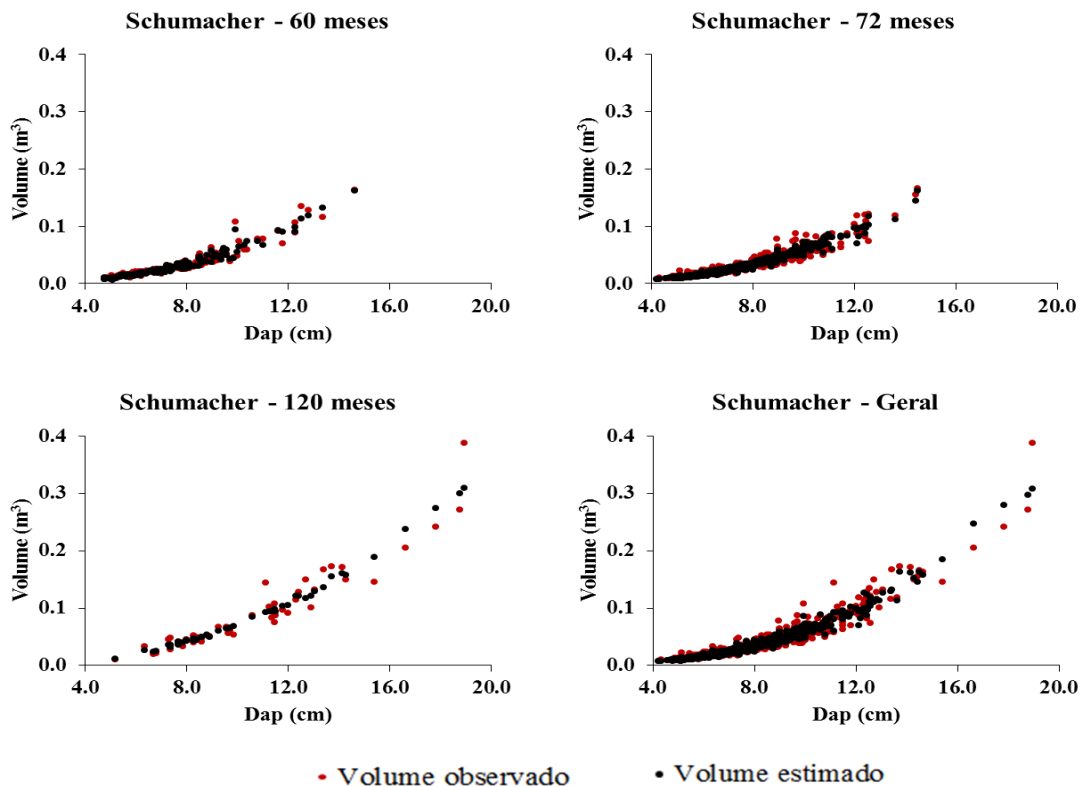 Schumacher - 60 meses
Volume (m³)
0.4
0.3
0.2
0.1
0.0
4.0 8.0 12.0 16.0 20.0
Dap (cm)
Schumacher - 72 meses
Volume (m³)
0.4
0.3
0.2
0.1
0.0
4.0 8.0 12.0 16.0 20.0
Dap (cm)
Schumacher - 120 meses
Volume (m³)
0.4
0.3
0.2
0.1
0.0
4.0 8.0 12.0 16.0 20.0
Dap (cm)
Schumacher - Geral
Volume (m³)
0.4
0.3
0.2
0.1
0.0
4.0 8.0 12.0 16.0 20.0
Dap (cm)
Volume observado
Volume estimado